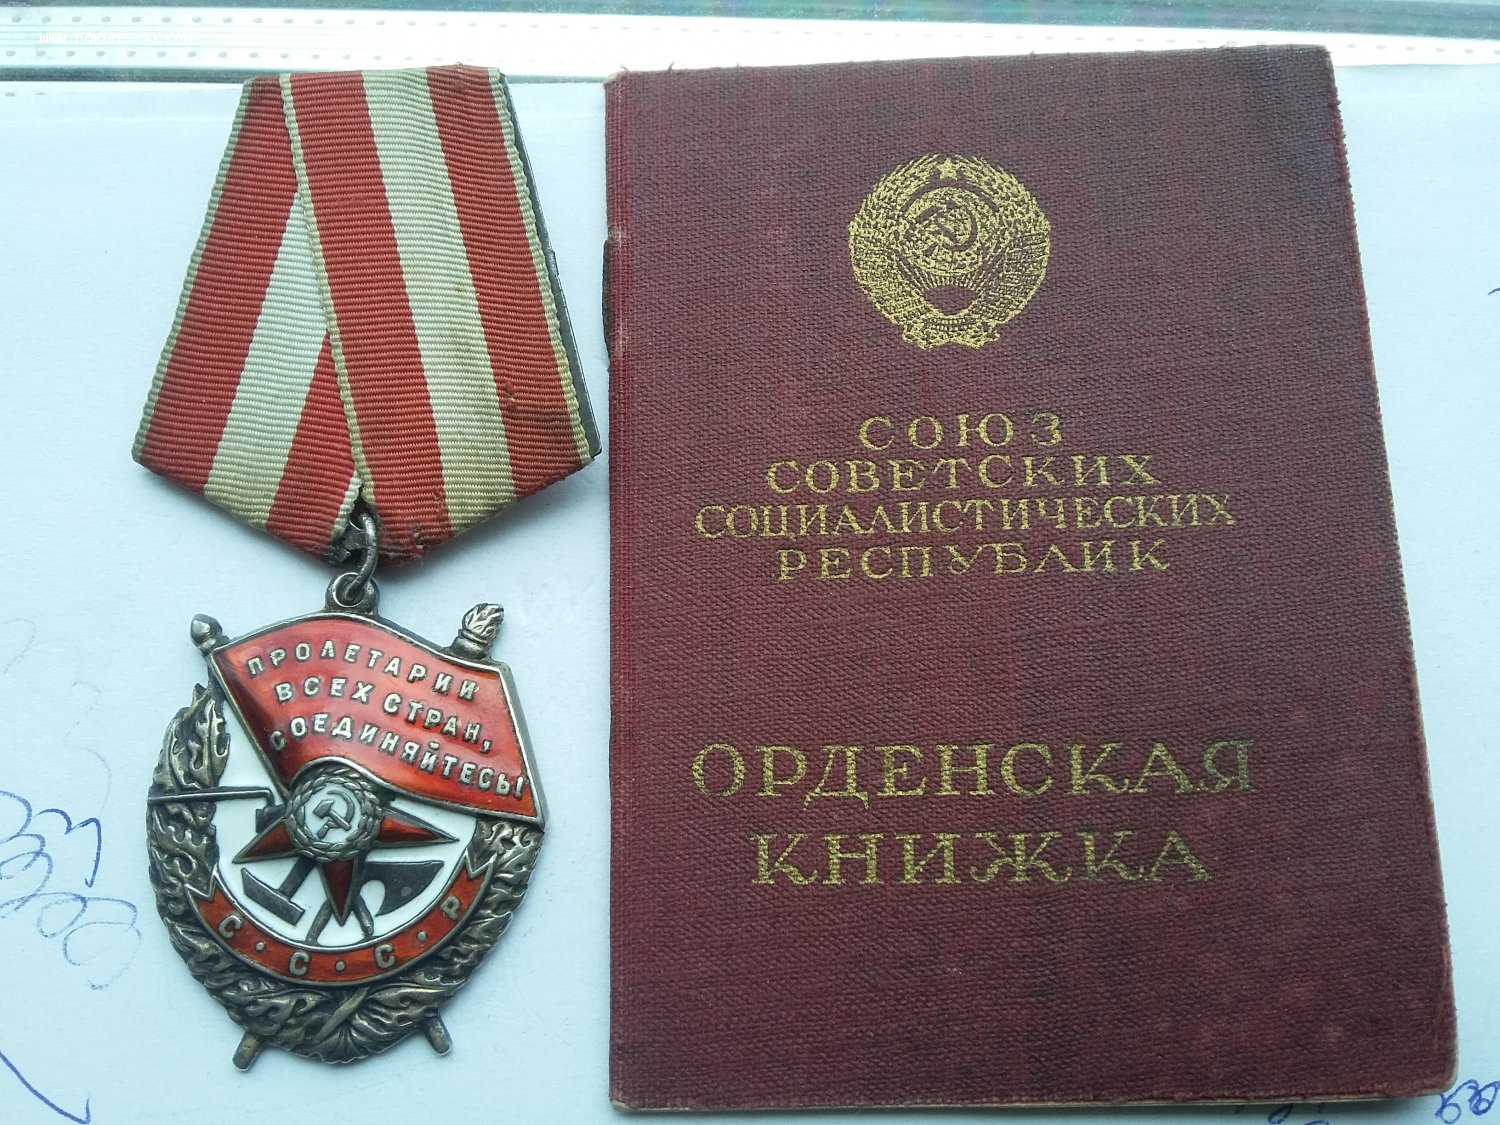 ПРОЛЕТАРИИ
ВСЕХ СТРАН,
СОЕДИНЯЙТЕСЬ!
С·С·С·Р
СОЮЗ
СОВЕТСКИХ
СОЦИАЛИСТИЧЕСКИХ
РЕСПУБЛИК
ОРДЕНСКАЯ
КНИЖКА